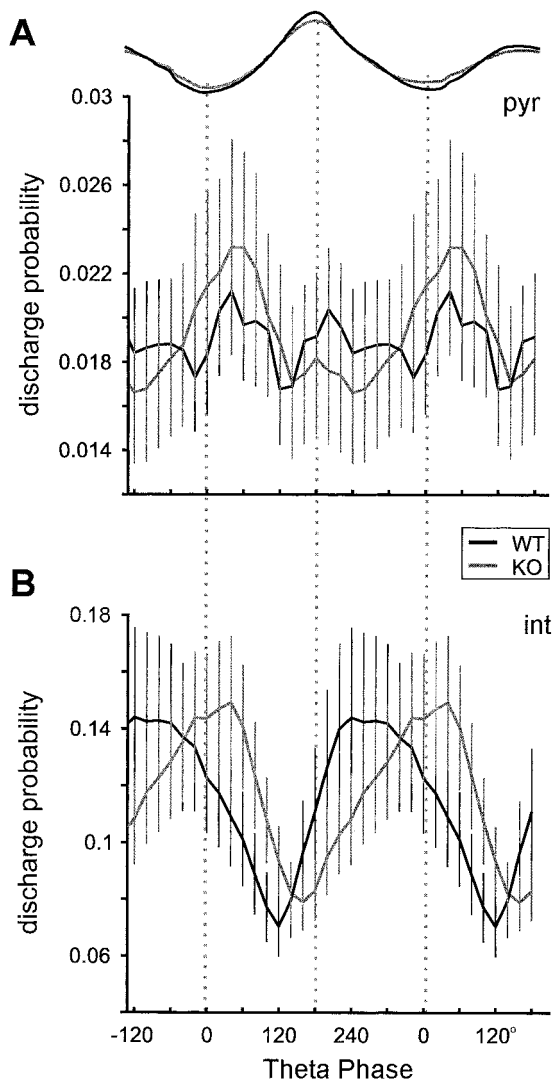 A
pyr
0.03
0.026
0.022
0.018
0.014
discharge probability
WT
KO
B
int
0.18
0.14
0.1
0.06
discharge probability
-120 0 120 240 0 120°
Theta Phase